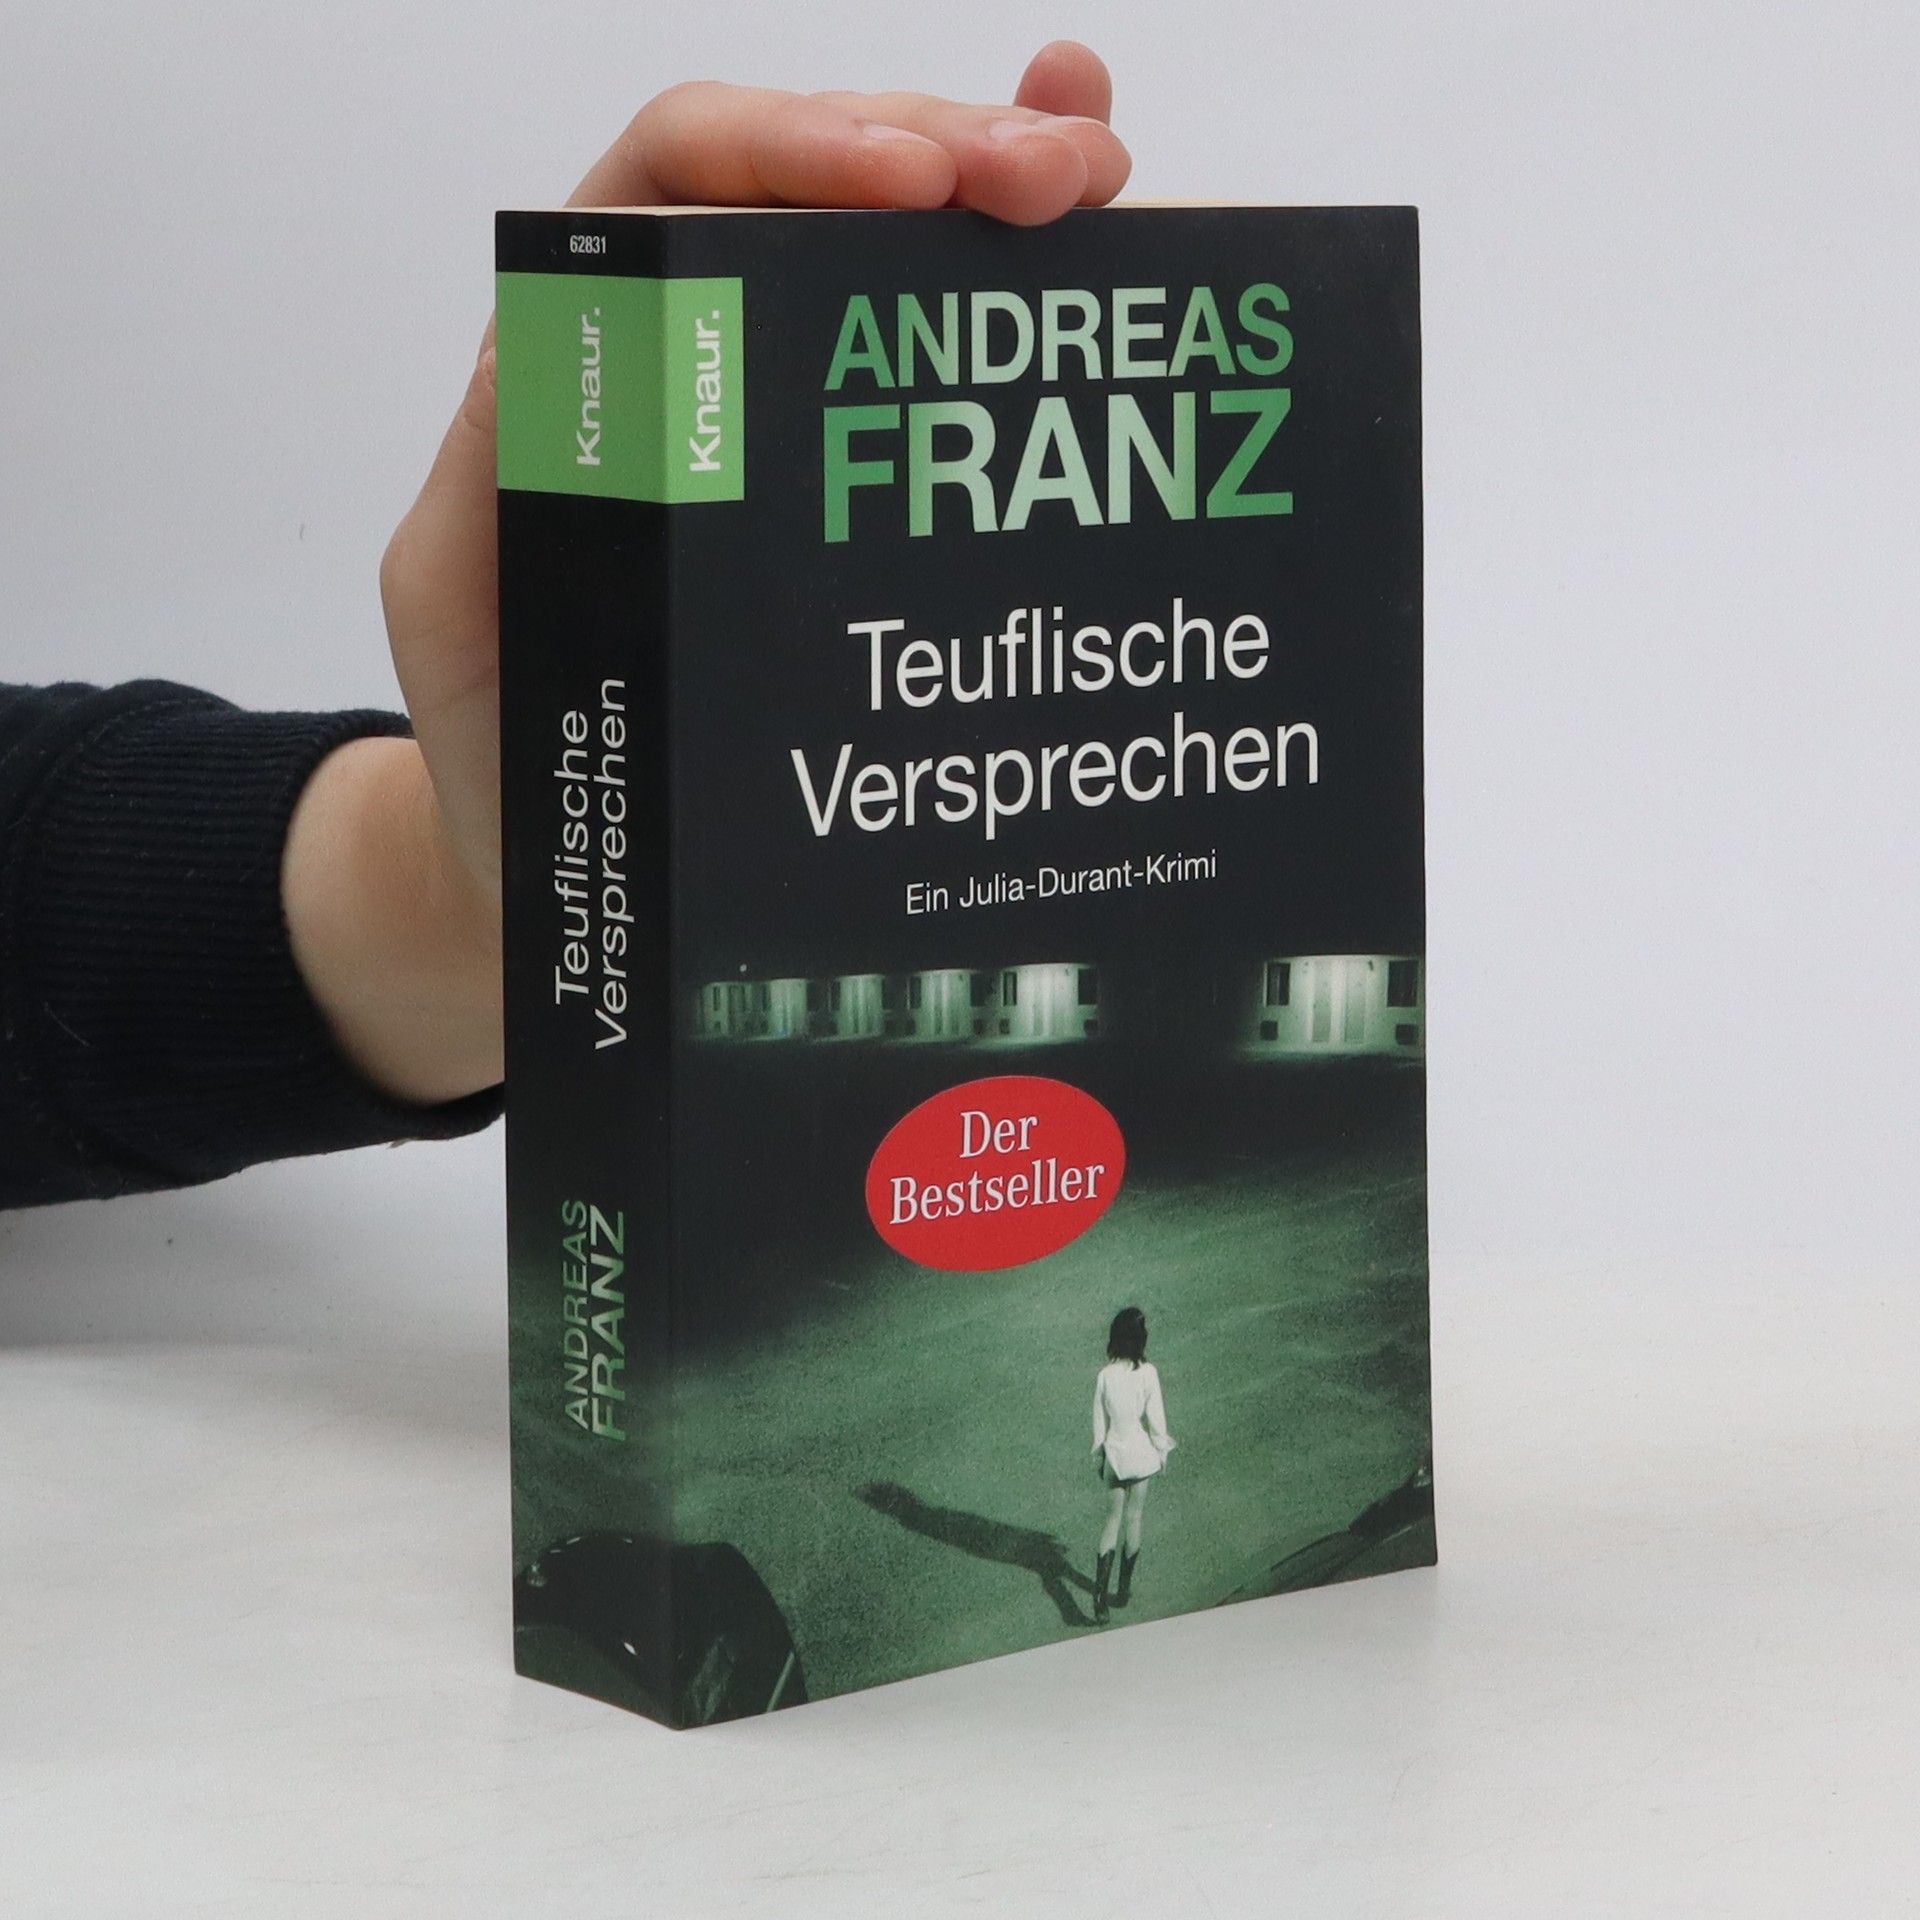 62831
Knaur.
Teuflische
Versprechen
ANDREAS
FRANZ
Knaur.
ANDREAS
FRANZ
Teuflische
Versprechen
Ein Julia-Durant-Krimi
Der
Bestseller